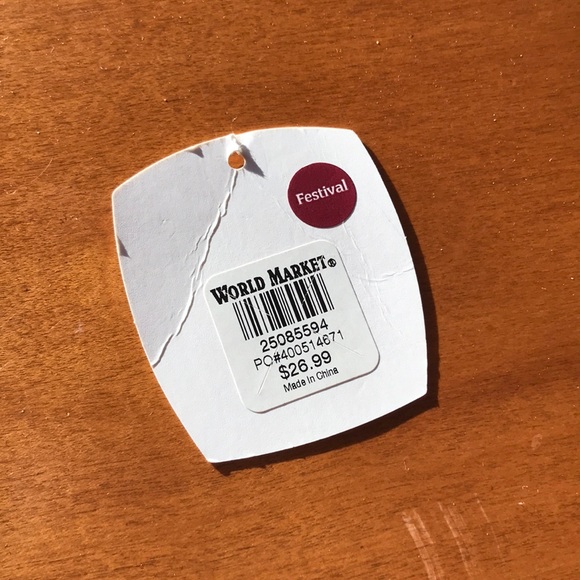 Festival
WORLD MARKET®
25085594
PO#400514671
$26.99
Made in China